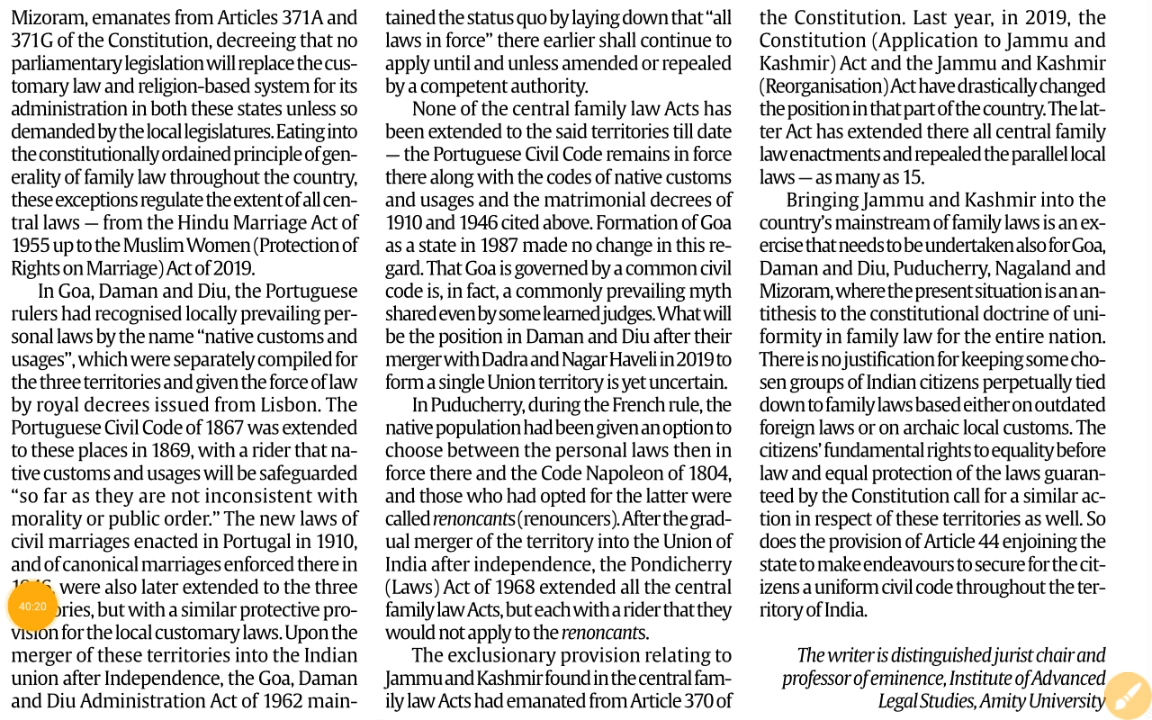 Mizoram, emanates from Articles 371A and
371G of the Constitution, decreeing that no
parliamentary legislation will replace the cus-
tomary law and religion-based system for its
administration in both these states unless so
demanded by the local legislatures. Eating into
the constitutionally ordained principle of gen-
erality of family law throughout the country,
these exceptions regulate the extent of all cen-
tral laws — from the Hindu Marriage Act of
1955 up to the Muslim Women (Protection of
Rights on Marriage) Act of 2019.
In Goa, Daman and Diu, the Portuguese
rulers had recognised locally prevailing per-
sonal laws by the name “native customs and
usages”, which were separately compiled for
the three territories and given the force of law
by royal decrees issued from Lisbon. The
Portuguese Civil Code of 1867 was extended
to these places in 1869, with a rider that na-
tive customs and usages will be safeguarded
“so far as they are not inconsistent with
morality or public order.” The new laws of
civil marriages enacted in Portugal in 1910,
and of canonical marriages enforced there in
were also later extended to the three
40:20
but with a similar protective pro-
vision for the local customary laws. Upon the
merger of these territories into the Indian
union after Independence, the Goa, Daman
and Diu Administration Act of 1962 main-
tained the status quo by laying down that “all
laws in force” there earlier shall continue to
apply until and unless amended or repealed
by a competent authority.
None of the central family law Acts has
been extended to the said territories till date
— the Portuguese Civil Code remains in force
there along with the codes of native customs
and usages and the matrimonial decrees of
1910 and 1946 cited above. Formation of Goa
as a state in 1987 made no change in this re-
gard. That Goa is governed by a common civil
code is, in fact, a commonly prevailing myth
shared even by some learned judges. What will
be the position in Daman and Diu after their
merger with Dadra and Nagar Haveli in 2019 to
form a single Union territory is yet uncertain.
In Puducherry, during the French rule, the
native population had been given an option to
choose between the personal laws then in
force there and the Code Napoleon of 1804,
and those who had opted for the latter were
called renoncants (renouncers). After the grad-
ual merger of the territory into the Union of
India after independence, the Pondicherry
(Laws) Act of 1968 extended all the central
family law Acts, but each with a rider that they
would not apply to the renoncants.
The exclusionary provision relating to
Jammu and Kashmir found in the central fam-
ily law Acts had emanated from Article 370 of
the Constitution. Last year, in 2019, the
Constitution (Application to Jammu and
Kashmir) Act and the Jammu and Kashmir
(Reorganisation) Act have drastically changed
the position in that part of the country. The lat-
ter Act has extended there all central family
law enactments and repealed the parallel local
laws — as many as 15.
Bringing Jammu and Kashmir into the
country’s mainstream of family laws is an ex-
ercise that needs to be undertaken also for Goa,
Daman and Diu, Puducherry, Nagaland and
Mizoram, where the present situation is an an-
tithesis to the constitutional doctrine of uni-
formity in family law for the entire nation.
There is no justification for keeping some cho-
sen groups of Indian citizens perpetually tied
down to family laws based either on outdated
foreign laws or on archaic local customs. The
citizens’ fundamental rights to equality before
law and equal protection of the laws guaran-
teed by the Constitution call for a similar ac-
tion in respect of these territories as well. So
does the provision of Article 44 enjoining the
state to make endeavours to secure for the cit-
izens a uniform civil code throughout the ter-
ritory of India.
The writer is distinguished jurist chair and
professor of eminence, Institute of Advanced
Legal Studies, Amity University